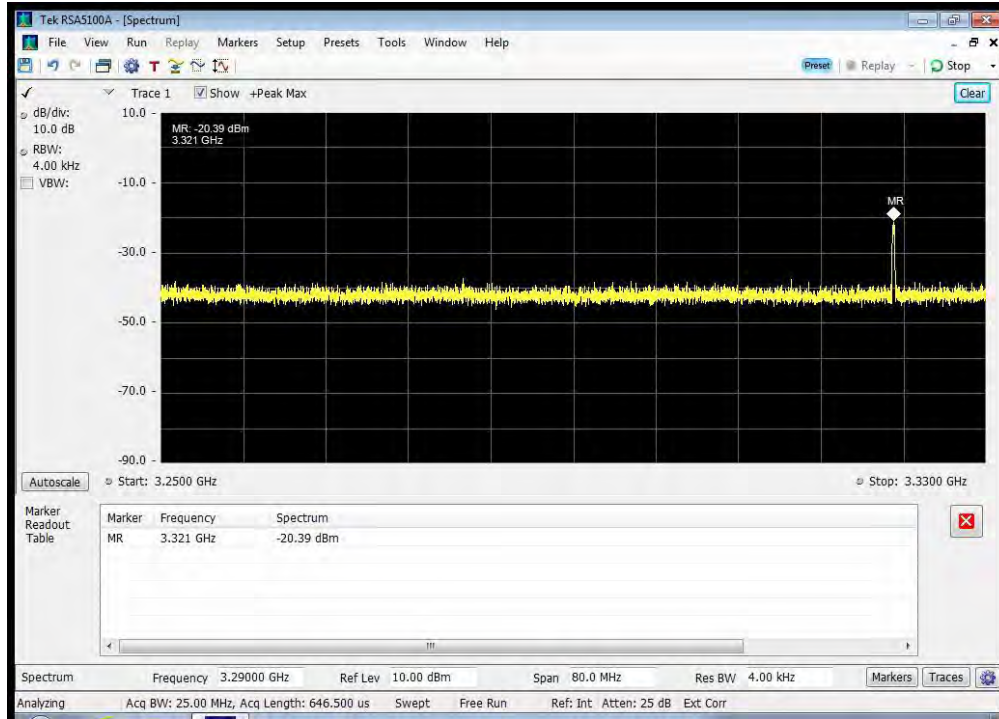 Tek RSA5100A - [Spectrum]
File View Run Replay Markers Setup Presets Tools Window Help
Preset Replay Stop
Trace 1 Show +Peak Max Clear
dB/div: 10.0 dB
RBW: 4.00 kHz
VBW:
10.0
-10.0
-30.0
-50.0
-70.0
-90.0
MR: -20.39 dBm
3.321 GHz
MR
Autoscale Start: 3.2500 GHz Stop: 3.3300 GHz
Marker Readout Table
Marker Frequency Spectrum
MR 3.321 GHz -20.39 dBm
Spectrum Frequency 3.29000 GHz Ref Lev 10.00 dBm Span 80.0 MHz Res BW 4.00 kHz Markers Traces
Analyzing Acq BW: 25.00 MHz, Acq Length: 646.500 us Swept Free Run Ref: Int Atten: 25 dB Ext Corr